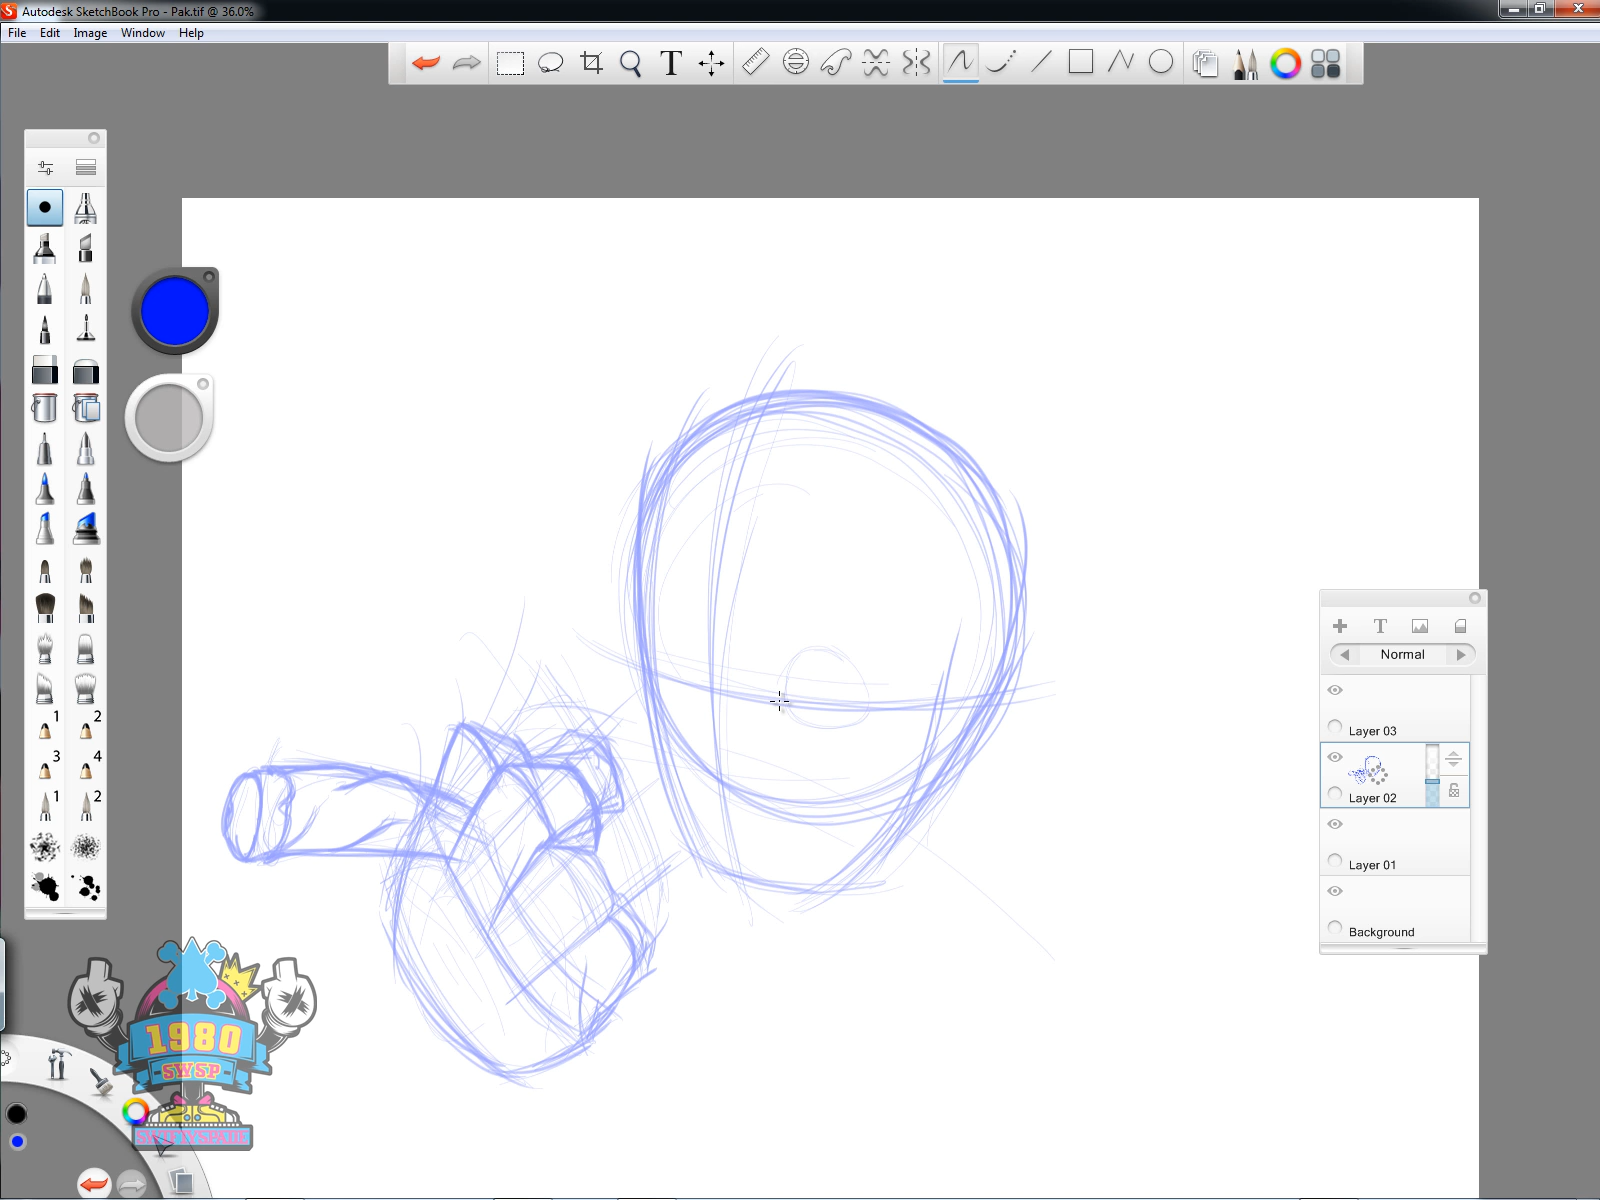 Autodesk SketchBook Pro - Pak.tif @ 36.0%
File Edit Image Window Help
T
1 2
3 4
1 2
T
Normal
Layer 03
Layer 02
Layer 01
Background
1980
SWSP
SWIFTYSPADE